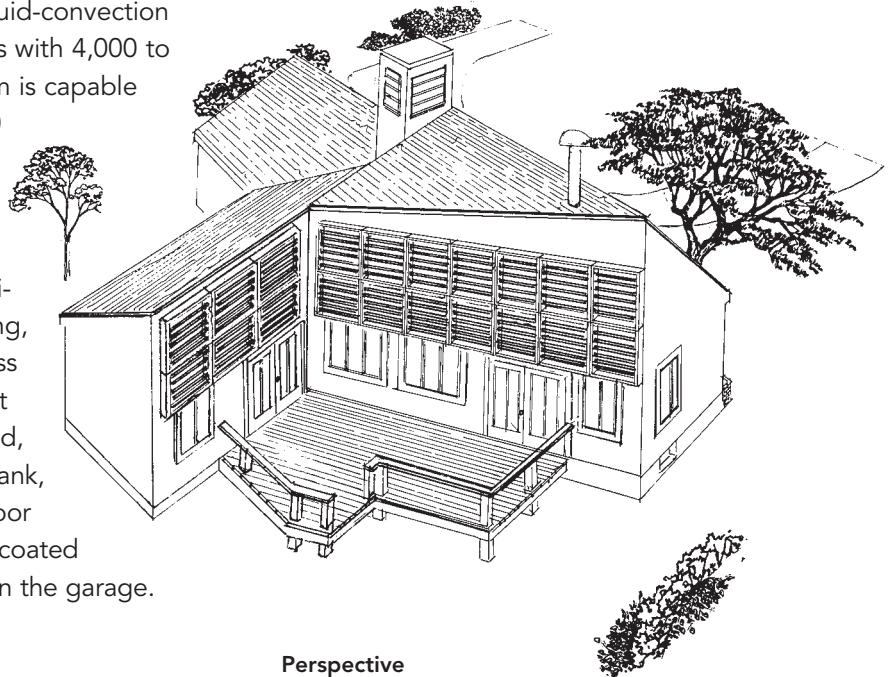 uid-convection
s with 4,000 to
n is capable
)
i-
ng,
ss
t
d,
ank,
oor
coated
n the garage.
Perspective